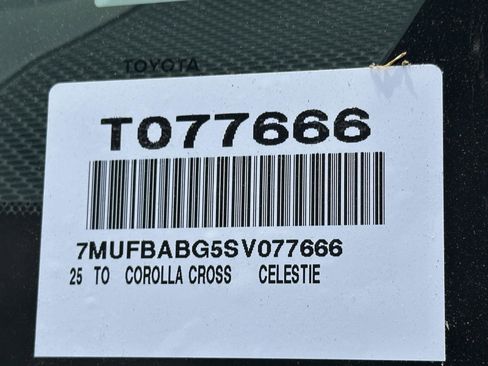 TOYOTA
T077666
7MUFBABG5SV077666
25 TO COROLLA CROSS CELESTIE